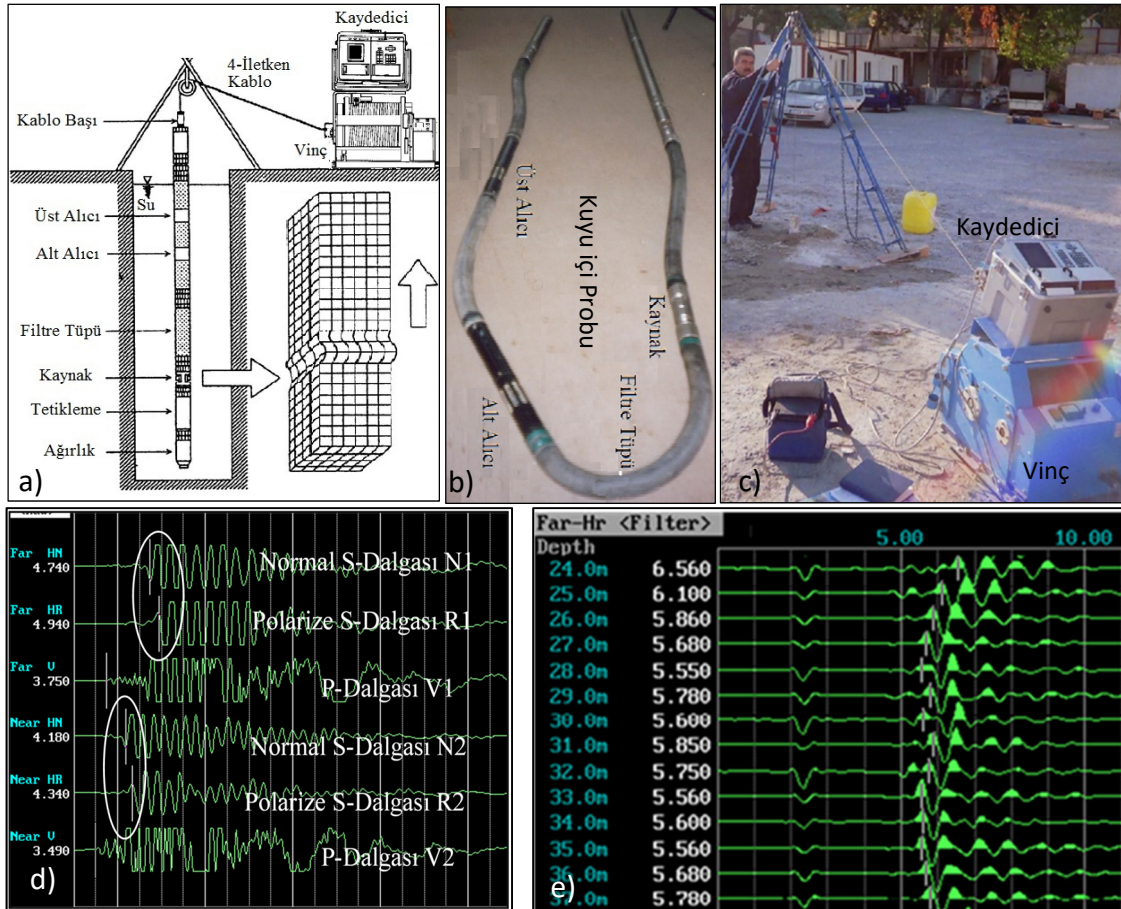 Kaydedici
4-İletken
Kablo
Kablo Başı
Vinç
Su
Üst Alıcı
Alt Alıcı
Filtre Tüpü
Kaynak
Tetikleme
Ağırlık
a)
Üst Alıcı
Kuyu içi Probu
Kaynak
Alt Alıcı
Filtre Tüpü
b)
Kaydedici
Vinç
c)
Far HN
4.740
Normal S-Dalgası N1
Far HR
4.940
Polarize S-Dalgası R1
Far V
3.750
P-Dalgası V1
Near HN
4.180
Normal S-Dalgası N2
Near HR
4.340
Polarize S-Dalgası R2
Near V
3.490
P-Dalgası V2
d)
Far-Hr <Filter>
Depth 5.00 10.00
24.0m 6.560
25.0m 6.100
26.0m 5.860
27.0m 5.680
28.0m 5.550
29.0m 5.780
30.0m 5.600
31.0m 5.850
32.0m 5.750
33.0m 5.560
34.0m 5.600
35.0m 5.560
36.0m 5.680
37.0m 5.780
e)